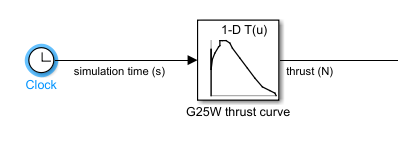 1-D T(u)
simulation time (s)
thrust (N)
Clock
G25W thrust curve